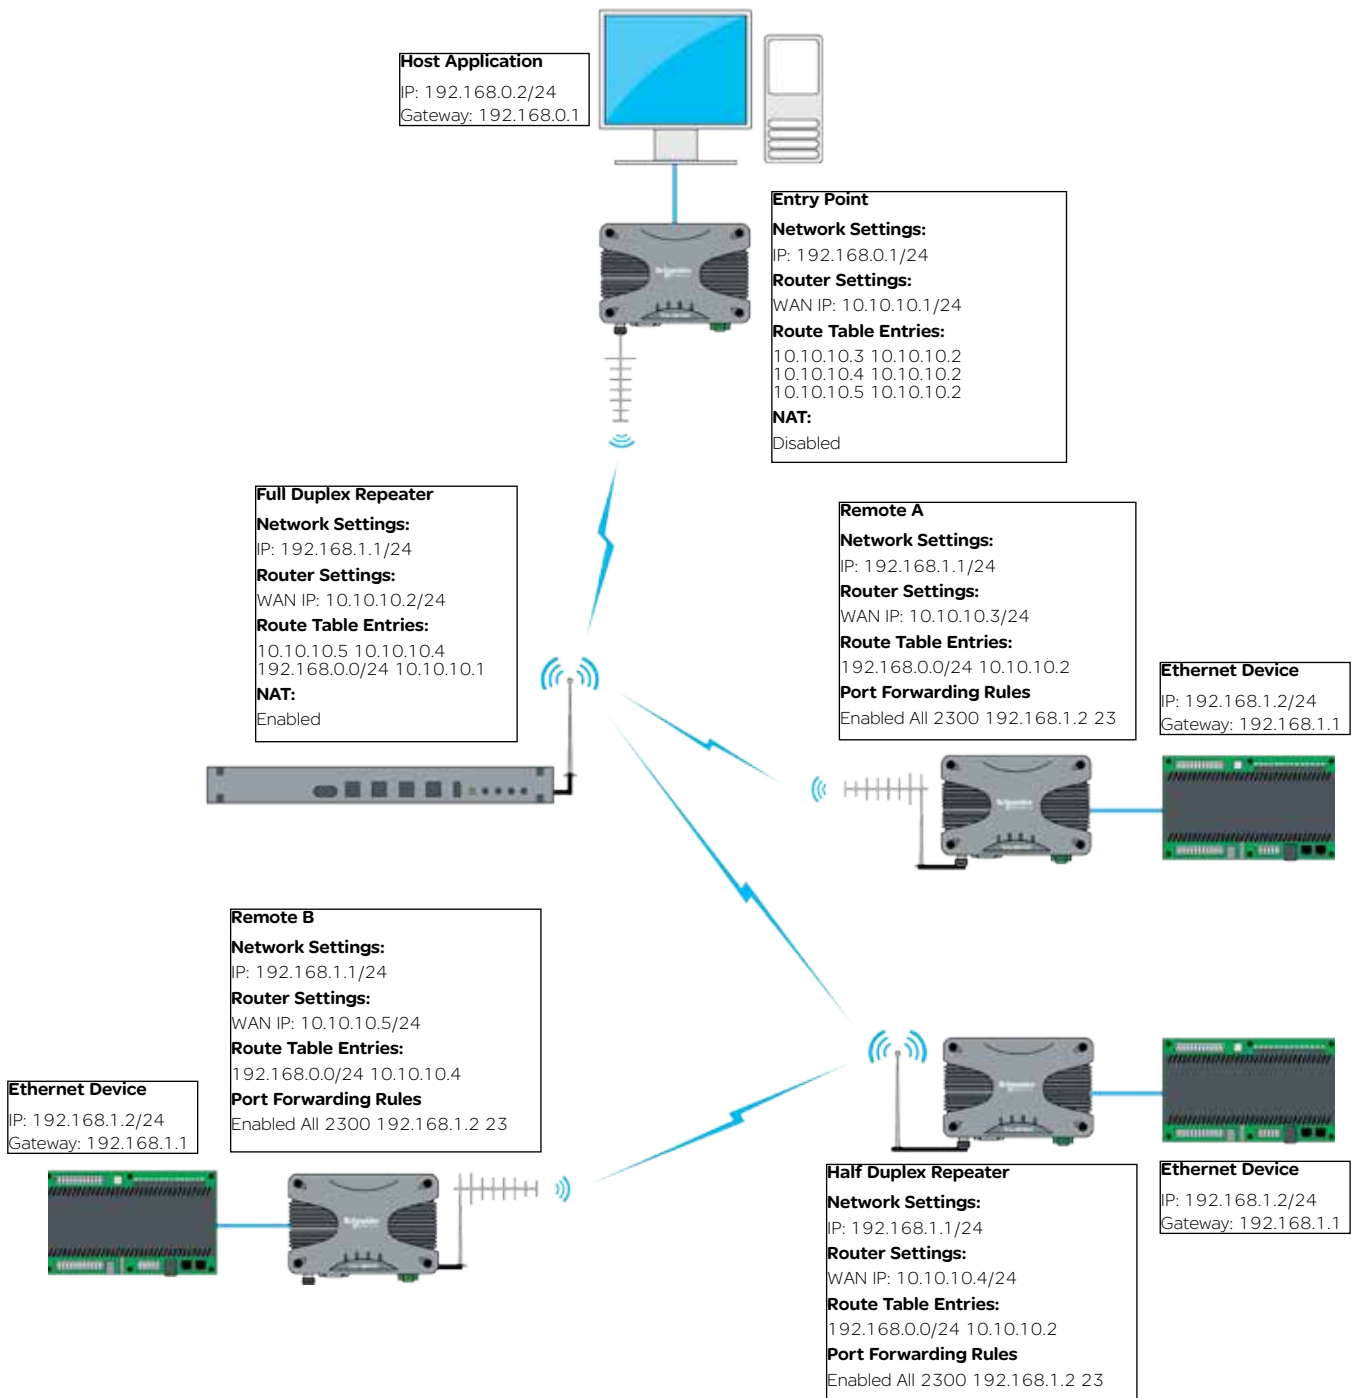 Host Application
IP: 192.168.0.2/24
Gateway: 192.168.0.1
Entry Point
Network Settings:
IP: 192.168.0.1/24
Router Settings:
WAN IP: 10.10.10.1/24
Route Table Entries:
10.10.10.3 10.10.10.2
10.10.10.4 10.10.10.2
10.10.10.5 10.10.10.2
NAT:
Disabled
Full Duplex Repeater
Network Settings:
IP: 192.168.1.1/24
Router Settings:
WAN IP: 10.10.10.2/24
Route Table Entries:
10.10.10.5 10.10.10.4
192.168.0.0/24 10.10.10.1
NAT:
Enabled
Remote A
Network Settings:
IP: 192.168.1.1/24
Router Settings:
WAN IP: 10.10.10.3/24
Route Table Entries:
192.168.0.0/24 10.10.10.2
Port Forwarding Rules
Enabled All 2300 192.168.1.2 23
Ethernet Device
IP: 192.168.1.2/24
Gateway: 192.168.1.1
Remote B
Network Settings:
IP: 192.168.1.1/24
Router Settings:
WAN IP: 10.10.10.5/24
Route Table Entries:
192.168.0.0/24 10.10.10.4
Port Forwarding Rules
Enabled All 2300 192.168.1.2 23
Ethernet Device
IP: 192.168.1.2/24
Gateway: 192.168.1.1
Half Duplex Repeater
Network Settings:
IP: 192.168.1.1/24
Router Settings:
WAN IP: 10.10.10.4/24
Route Table Entries:
192.168.0.0/24 10.10.10.2
Port Forwarding Rules
Enabled All 2300 192.168.1.2 23
Ethernet Device
IP: 192.168.1.2/24
Gateway: 192.168.1.1